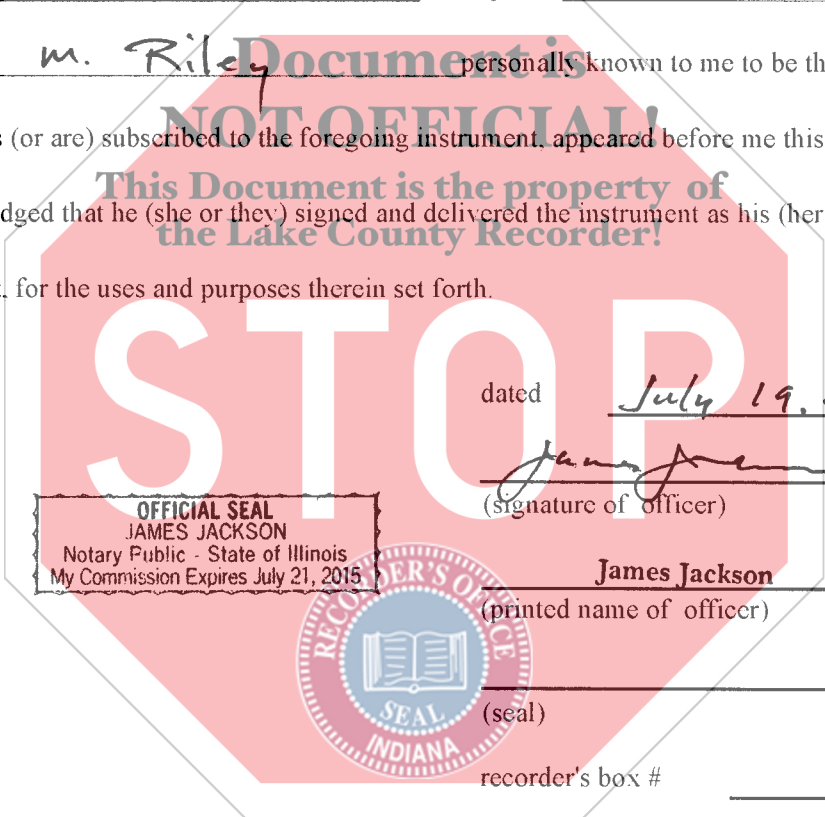 m. Riley personally known to me to be th
Document is
NOT OFFICIAL!
s (or are) subscribed to the foregoing instrument, appeared before me this
This Document is the property of
dged that he (she or they) signed and delivered the instrument as his (her
the Lake County Recorder!
, for the uses and purposes therein set forth.
STOP
dated July 19.
James Jackson
(signature of officer)
OFFICIAL SEAL
JAMES JACKSON
Notary Public - State of Illinois
My Commission Expires July 21, 2015
James Jackson
(printed name of officer)
RECORDER'S OFFICE
SEAL
INDIANA
(seal)
recorder's box #